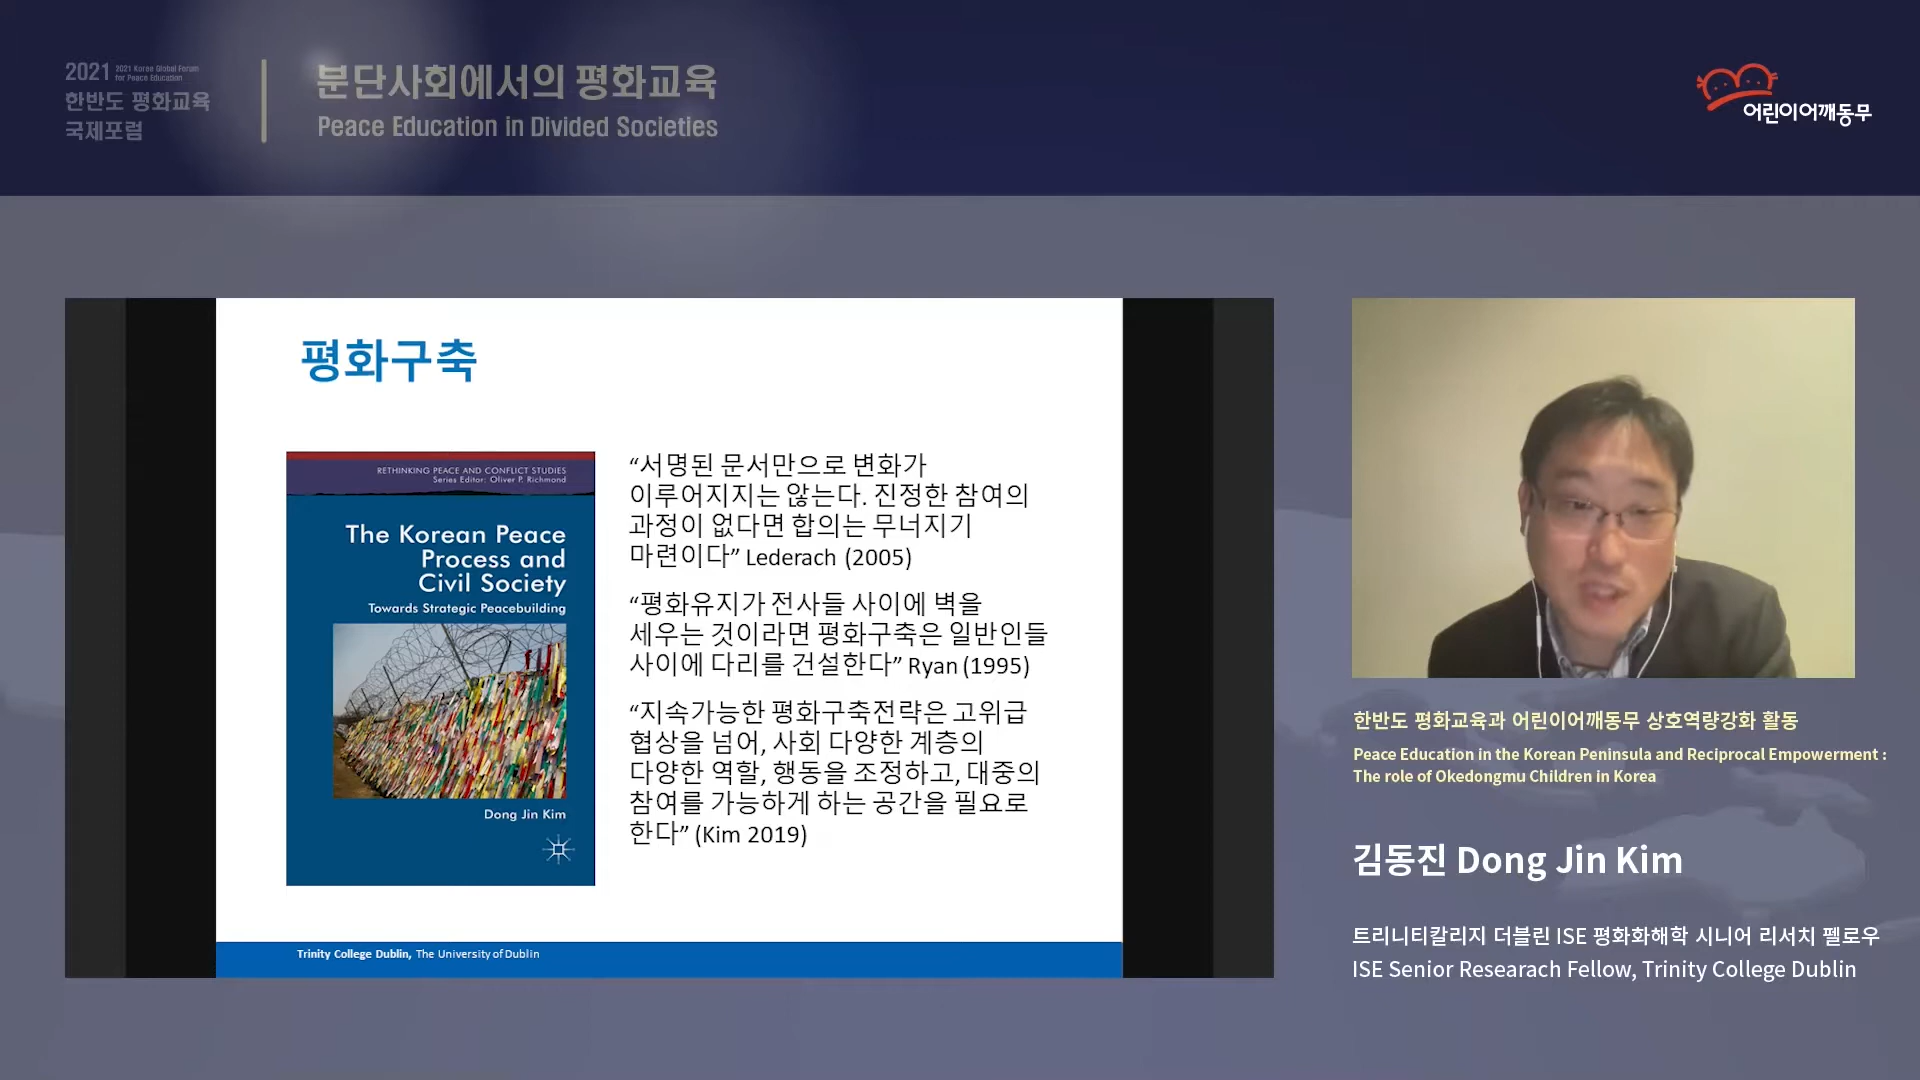 2021 2021 Korea Global Forum
for Peace Education
한반도 평화교육
국제포럼
분단사회에서의 평화교육
Peace Education in Divided Societies
어린이어깨동무
평화구축
RETHINKING PEACE AND CONFLICT STUDIES
Series Editor: Oliver P. Richmond
The Korean Peace
Process and
Civil Society
Towards Strategic Peacebuilding
Dong Jin Kim
“서명된 문서만으로 변화가
이루어지지는 않는다. 진정한 참여의
과정이 없다면 합의는 무너지기
마련이다” Lederach (2005)
“평화유지가 전사들 사이에 벽을
세우는 것이라면 평화구축은 일반인들
사이에 다리를 건설한다” Ryan (1995)
“지속가능한 평화구축전략은 고위급
협상을 넘어, 사회 다양한 계층의
다양한 역할, 행동을 조정하고, 대중의
참여를 가능하게 하는 공간을 필요로
한다” (Kim 2019)
Trinity College Dublin, The University of Dublin
한반도 평화교육과 어린이어깨동무 상호역량강화 활동
Peace Education in the Korean Peninsula and Reciprocal Empowerment :
The role of Okedongmu Children in Korea
김동진 Dong Jin Kim
트리니티칼리지 더블린 ISE 평화화해학 시니어 리서치 펠로우
ISE Senior Researach Fellow, Trinity College Dublin